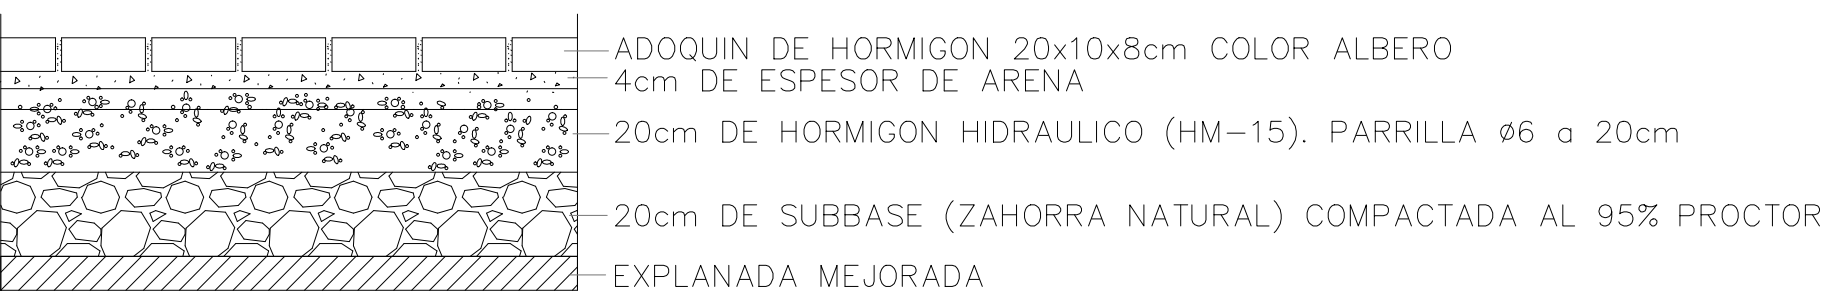 ADOQUIN DE HORMIGON 20x10x8cm COLOR ALBERO
4cm DE ESPESOR DE ARENA
20cm DE HORMIGON HIDRAULICO (HM-15). PARRILLA ø6 a 20cm
20cm DE SUBBASE (ZAHORRA NATURAL) COMPACTADA AL 95% PROCTOR
EXPLANADA MEJORADA